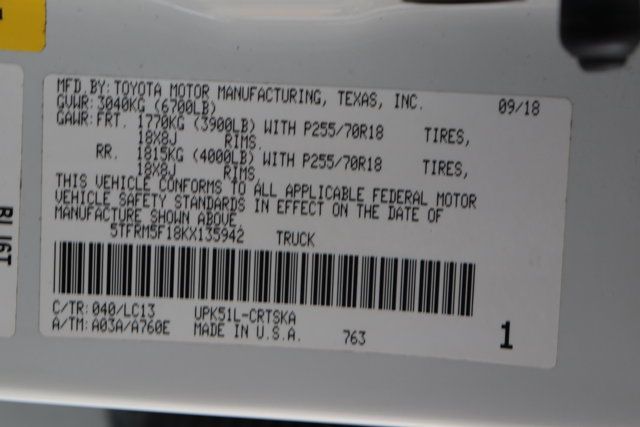 MFD.BY:TOYOTA MOTOR MANUFACTURING, TEXAS, INC. 09/18
GVWR:3040KG (6700LB)
GAWR:FRT. 1770KG (3900LB) WITH P255/70R18 TIRES,
18X8J RIMS.
RR. 1815KG (4000LB) WITH P255/70R18 TIRES,
18X8J RIMS
THIS VEHICLE CONFORMS TO ALL APPLICABLE FEDERAL MOTOR
VEHICLE SAFETY STANDARDS IN EFFECT ON THE DATE OF
MANUFACTURE SHOWN ABOVE
5TFRM5F18KX135942 TRUCK
C/TR:040/LC13 UPK51L-CRTSKA
A/TM:A03A/A760E MADE IN U.S.A. 763 1